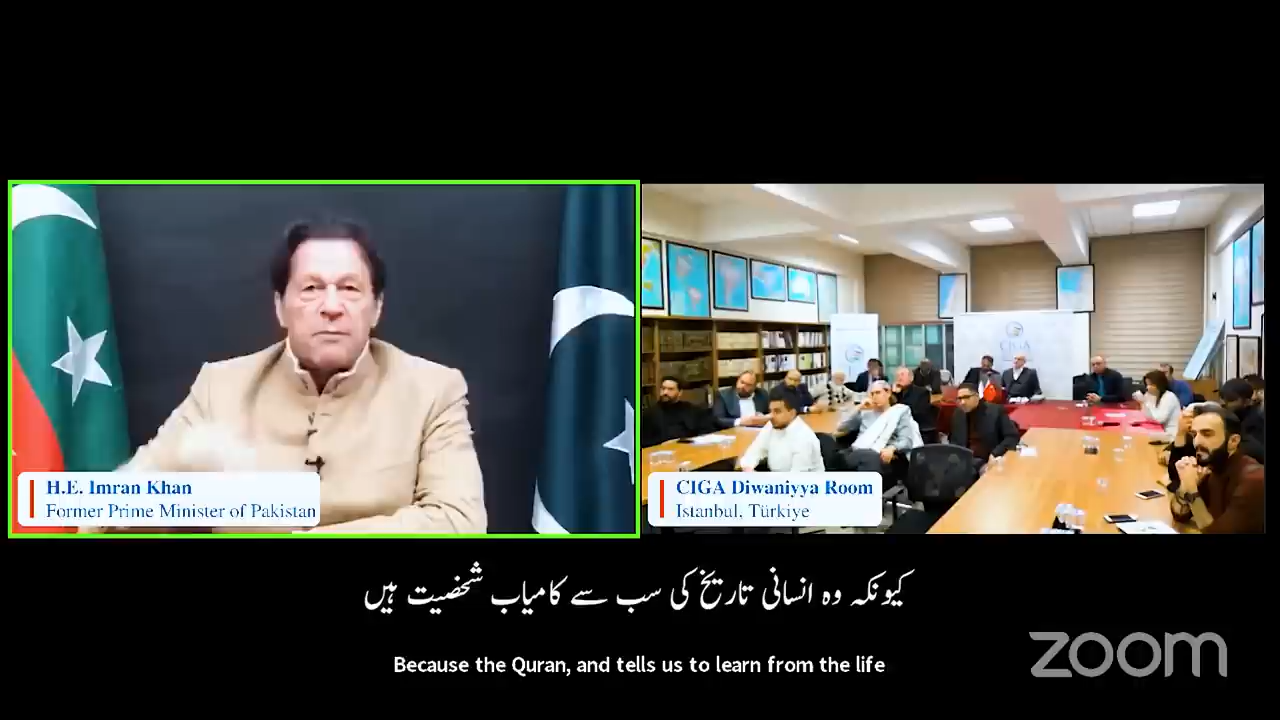 H.E. Imran Khan
Former Prime Minister of Pakistan
CIGA
CIGA Diwaniyya Room
Istanbul, Türkiye
کیونکہ وہ انسانی تاریخ کی سب سے کامیاب شخصیت ہیں
Because the Quran, and tells us to learn from the life
zoom